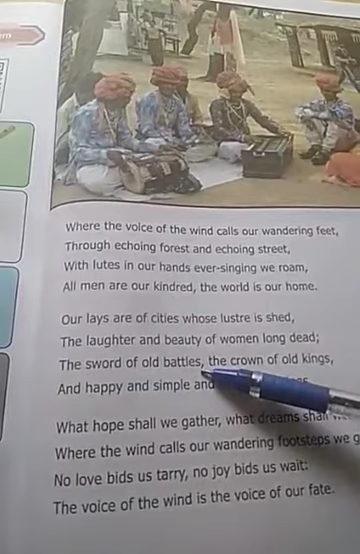 Where the voice of the wind calls our wandering feet,
Through echoing forest and echoing street,
With lutes in our hands ever-singing we roam,
All men are our kindred, the world is our home.
Our lays are of cities whose lustre is shed,
The laughter and beauty of women long dead;
The sword of old battles, the crown of old kings,
And happy and simple and
What hope shall we gather, what dreams shall
Where the wind calls our wandering footsteps we g
No love bids us tarry, no joy bids us wait:
The voice of the wind is the voice of our fate.